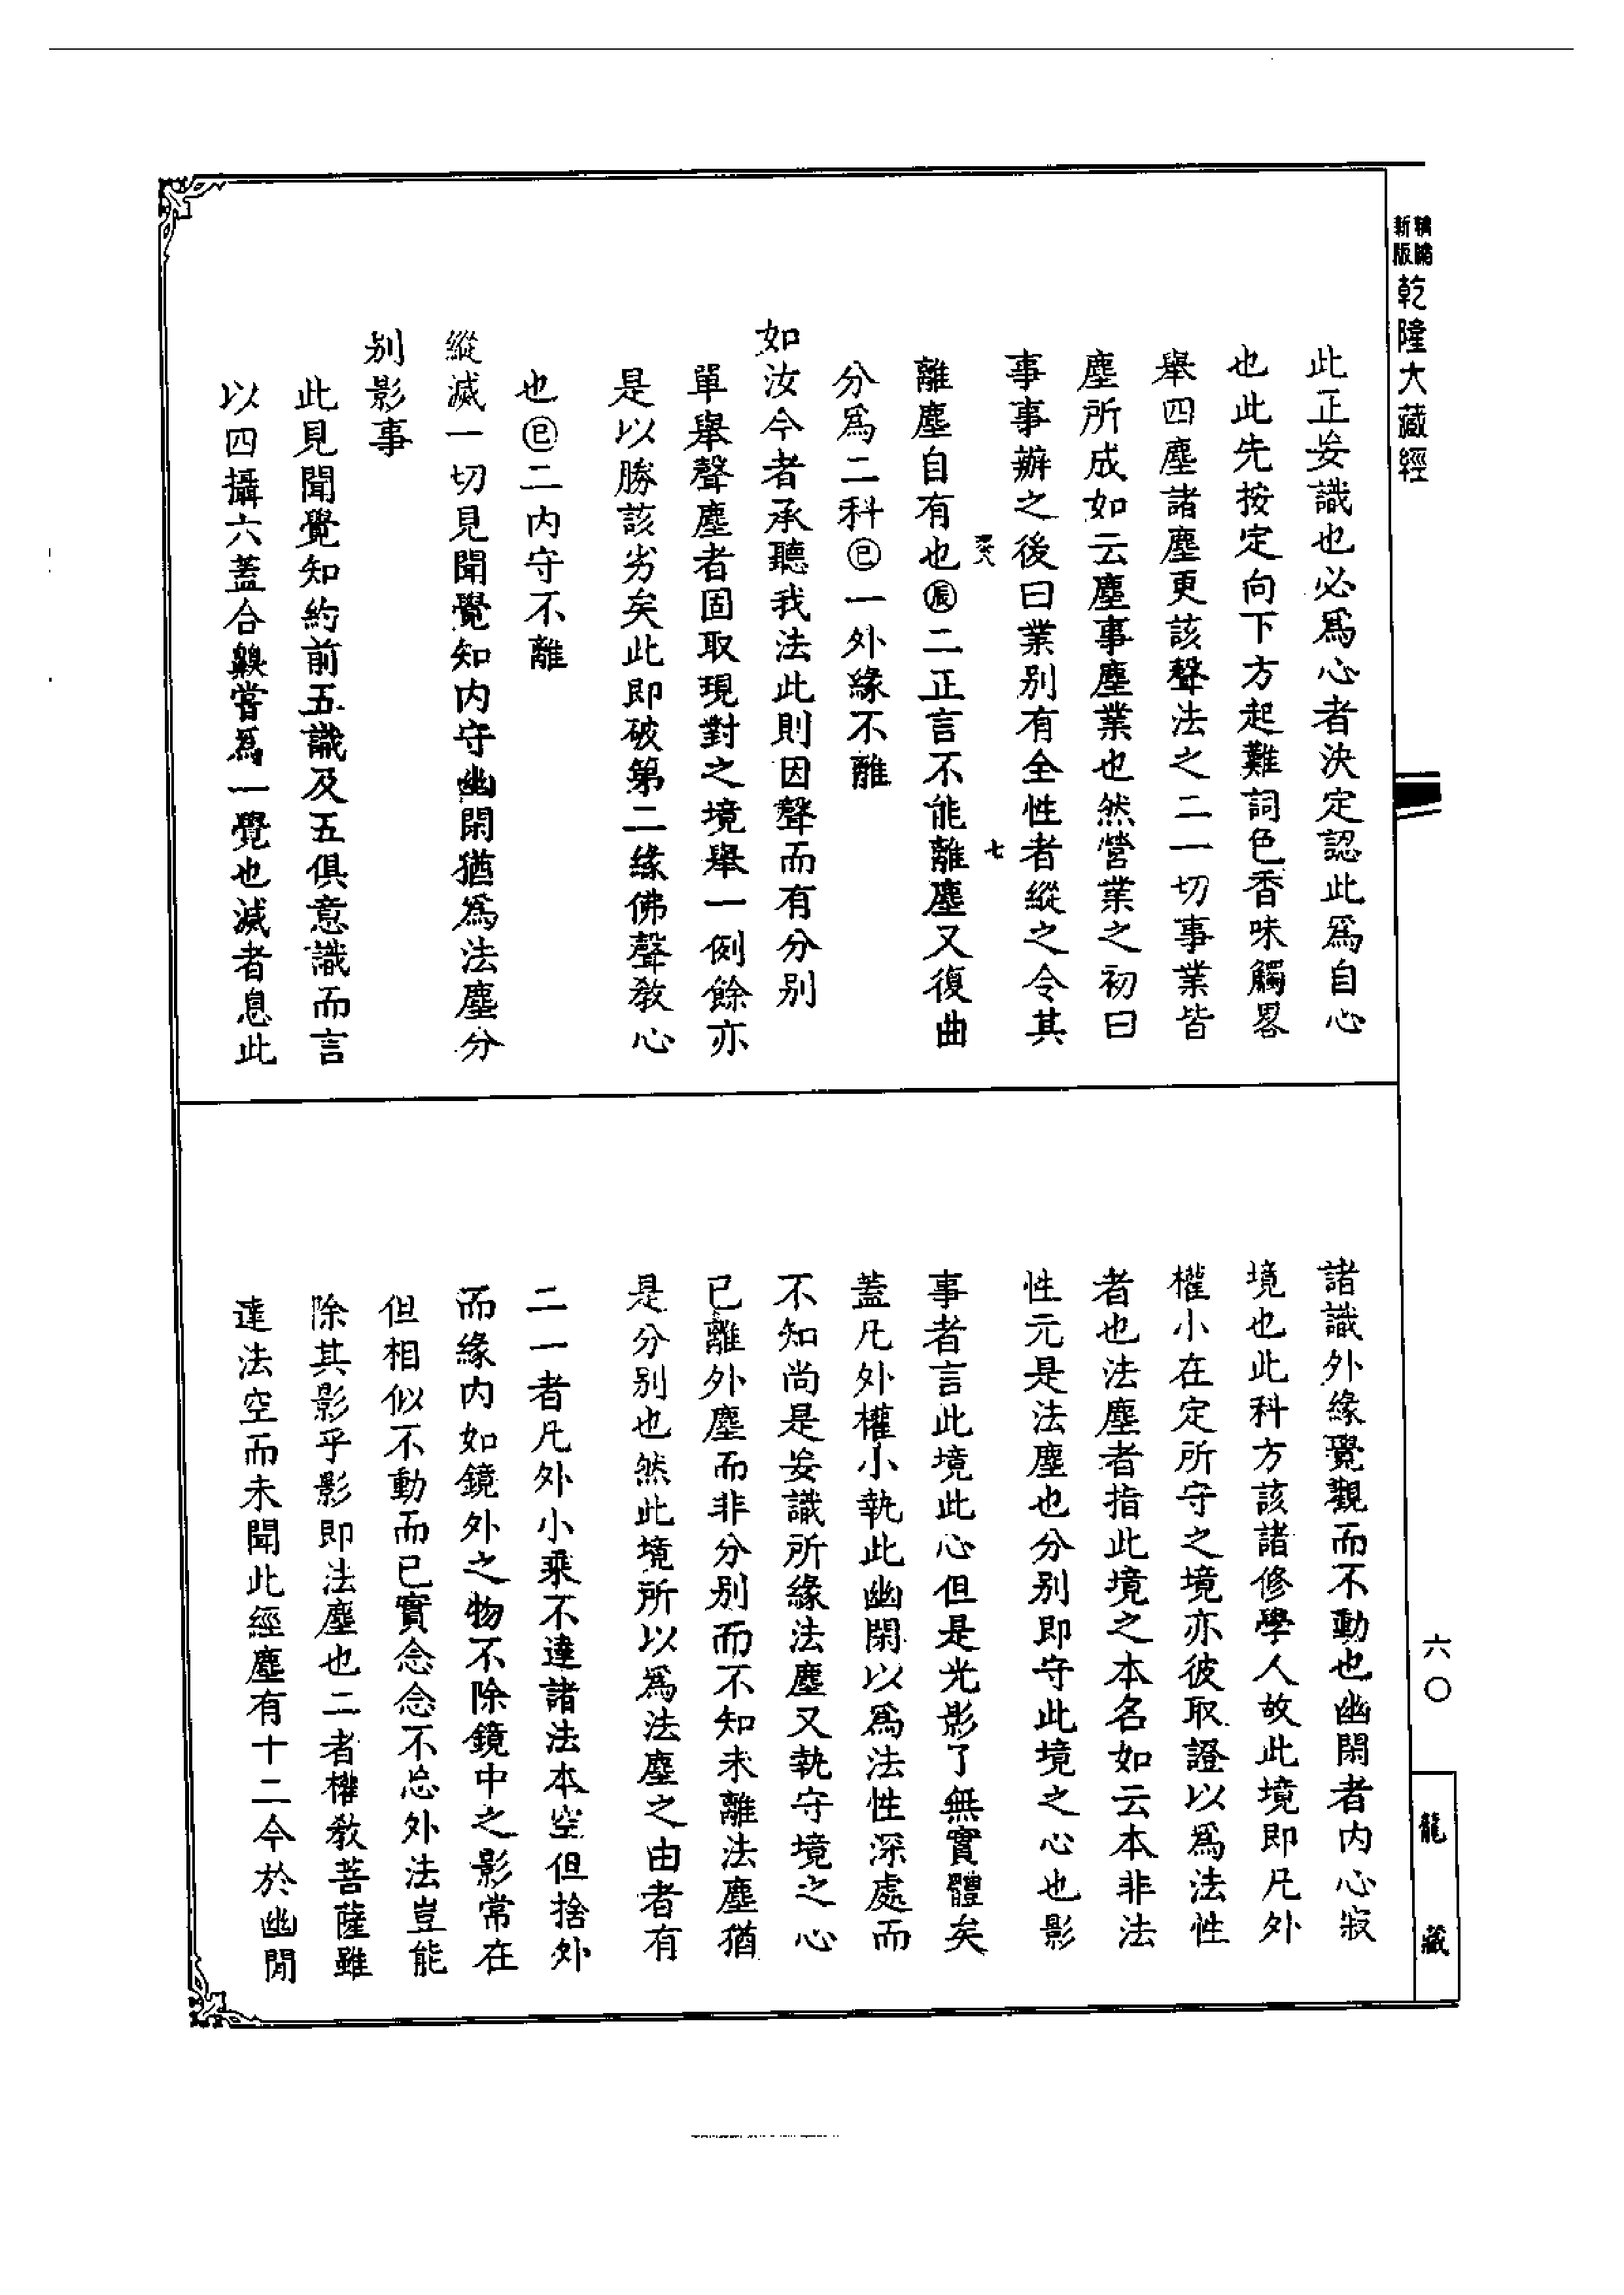 新版
精編
乾隆大藏經
此正妄識也必爲心者決定認此爲自心
也此先按定向下方起難詞色香味觸畧
舉四塵諸塵更該聲法之二一切事業皆
塵所成如云塵事塵業也然營業之初曰
事事辦之後曰業别有全性者縱之令其
七
離塵自有也㊋二正言不能離塵又復曲
分爲二科㊀一外緣不離
如汝今者承聽我法此則因聲而有分别
單舉聲塵者固取現對之境舉一例餘亦
是以勝該劣矣此即破第二緣佛聲教心
也二内守不離
縱滅一切見聞覺知内守幽閑猶爲法塵分
别影事
此見聞覺知約前五識及五俱意識而言
以四攝六蓋合齅嘗爲一覺也滅者息此
諸識外緣覺觀而不動也幽閑者内心寂
境也此科方該諸修學人故此境即凡外
權小在定所守之境亦彼取證以爲法性
者也法塵者指此境之本名如云本非法
性元是法塵也分别即守此境之心也影
事者言此境此心但是光影了無實體矣
蓋凡外權小執此幽閑以爲法性深處而
不知尚是妄識所緣法塵又執守境之心
已離外塵而非分别而不知未離法塵猶
是分别也然此境所以爲法塵之由者有
二一者凡外小乘不達諸法本空但捨外
而緣内如鏡外之物不除鏡中之影常在
但相似不動而已實念念不忘外法豈能
除其影乎影即法塵也二者權教菩薩雖
達法空而未聞此經塵有十二今於幽閒
六〇
龍藏